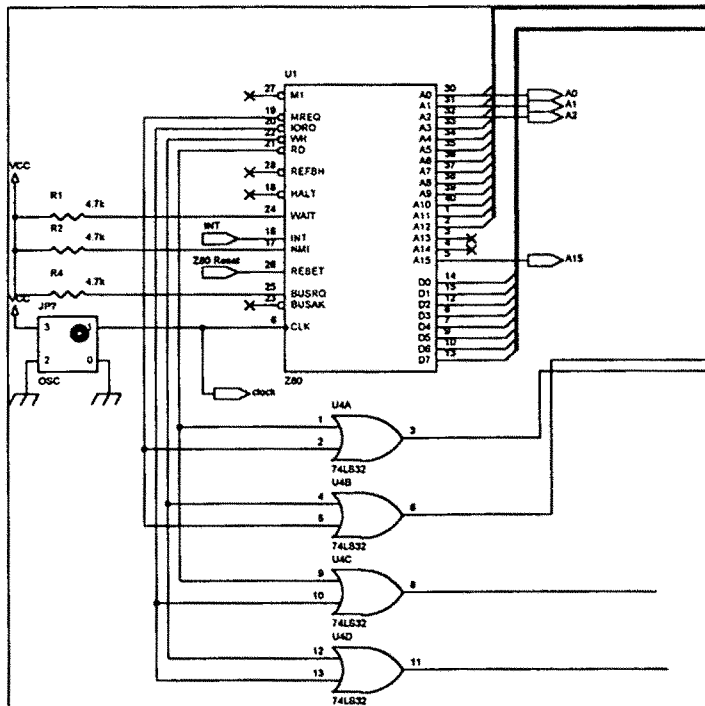 U1
27
M1
19
MREQ
20
IORQ
22
WR
21
RD
28
REFSH
18
HALT
24
WAIT
16
INT
17
NMI
26
RESET
25
BUSRQ
23
BUSAK
6
CLK
Z80
A0
30
A1
31
A2
32
A3
33
A4
34
A5
35
A6
36
A7
37
A8
38
A9
39
A10
40
A11
1
A12
2
A13
3
A14
4
A15
5
D0
14
D1
15
D2
12
D3
8
D4
7
D5
9
D6
10
D7
13
A0
A1
A2
A15
VCC
R1
4.7k
R2
4.7k
R4
4.7k
INT
Z80 Reset
VCC
JP?
3
1
2
0
OSC
clock
U4A
1
2
3
74LS32
U4B
4
5
6
74LS32
U4C
9
10
8
74LS32
U4D
12
13
11
74LS32